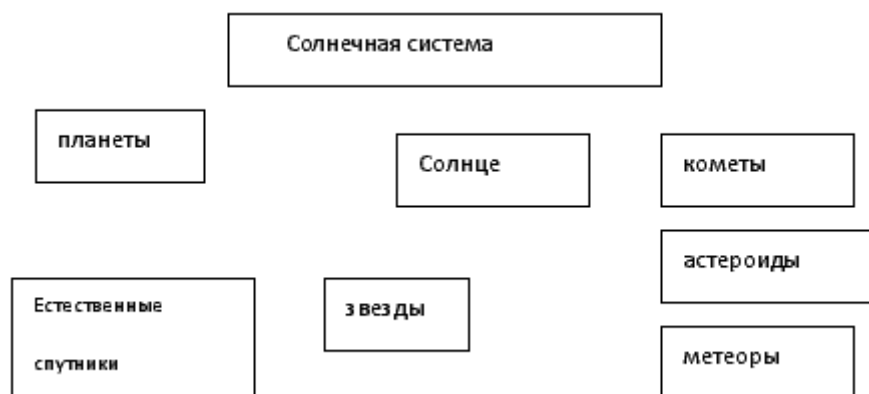 Солнечная система
планеты
Солнце
кометы
астероиды
Естественные
спутники
звезды
метеоры